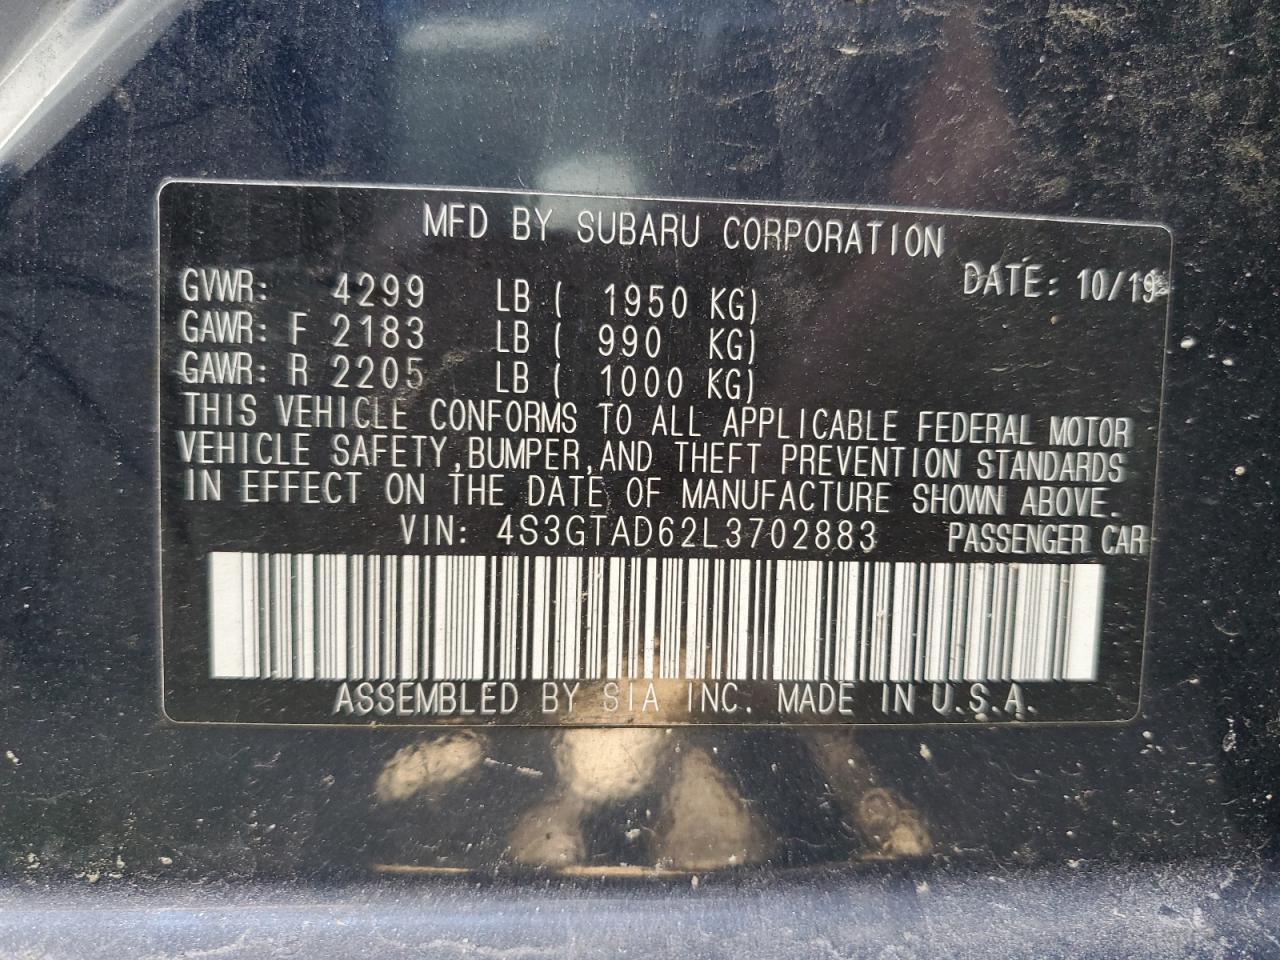 MFD BY SUBARU CORPORATION
GVWR: 4299 LB ( 1950 KG) DATE: 10/19
GAWR: F 2183 LB ( 990 KG)
GAWR: R 2205 LB ( 1000 KG)
THIS VEHICLE CONFORMS TO ALL APPLICABLE FEDERAL MOTOR
VEHICLE SAFETY,BUMPER,AND THEFT PREVENTION STANDARDS
IN EFFECT ON THE DATE OF MANUFACTURE SHOWN ABOVE.
VIN: 4S3GTAD62L3702883 PASSENGER CAR
ASSEMBLED BY SIA INC. MADE IN U.S.A.